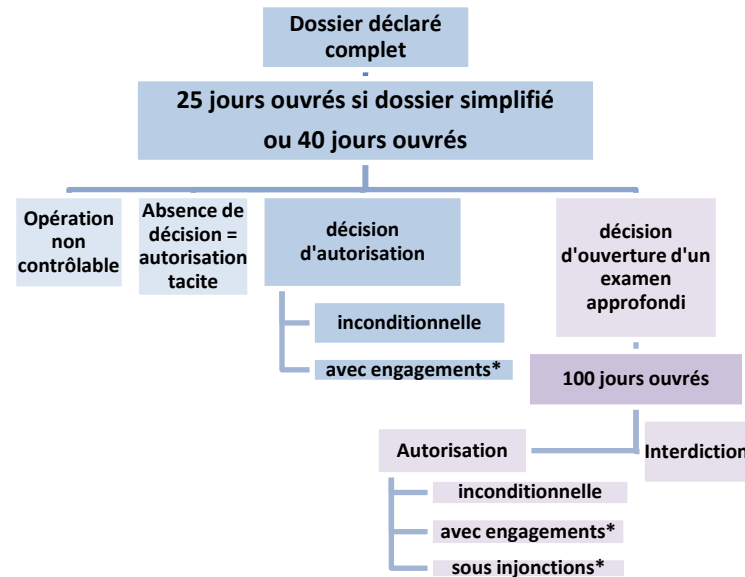 Dossier déclaré
complet
25 jours ouvrés si dossier simplifié
ou 40 jours ouvrés
Opération
non
contrôlable
Absence de
décision =
autorisation
tacite
décision
d'autorisation
inconditionnelle
avec engagements*
décision
d'ouverture d'un
examen
approfondi
100 jours ouvrés
Autorisation
inconditionnelle
avec engagements*
sous injonctions*
Interdiction